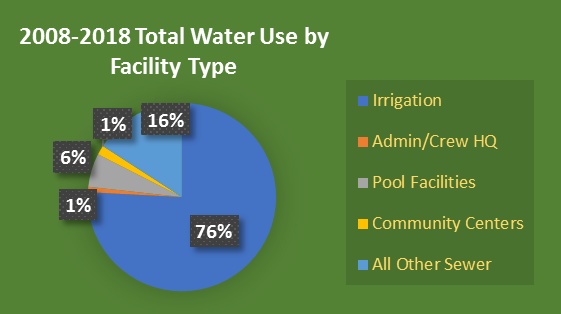 2008-2018 Total Water Use by
Facility Type
1%
16%
6%
1%
76%
Irrigation
Admin/Crew HQ
Pool Facilities
Community Centers
All Other Sewer